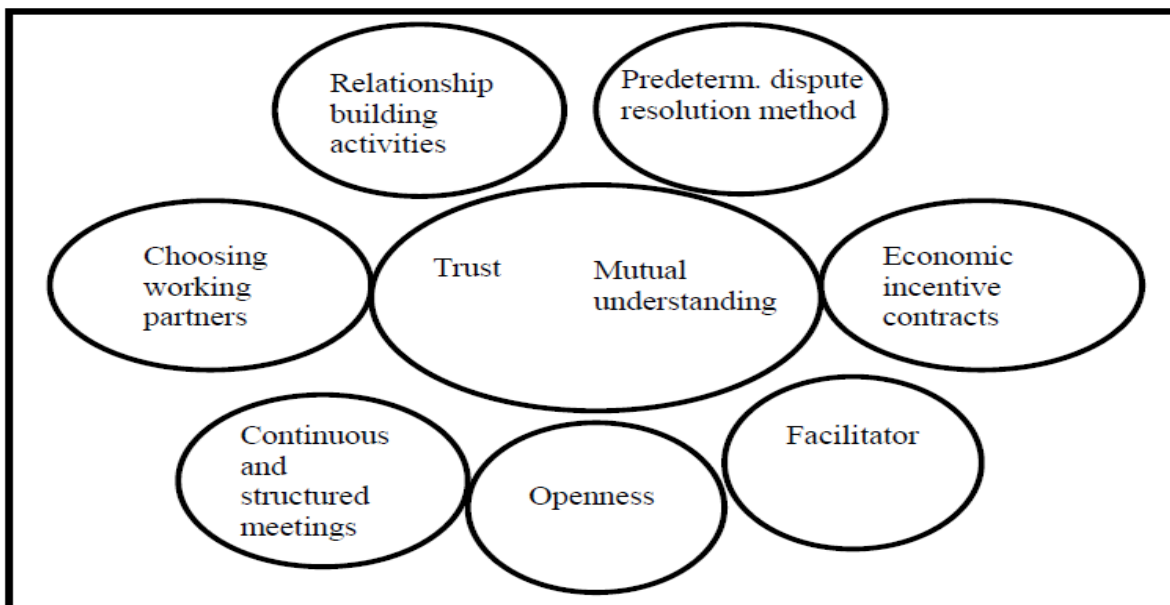 Relationship
building
activities
Predeterm. dispute
resolution method
Choosing
working
partners
Trust
Mutual
understanding
Economic
incentive
contracts
Continuous
and
structured
meetings
Openness
Facilitator